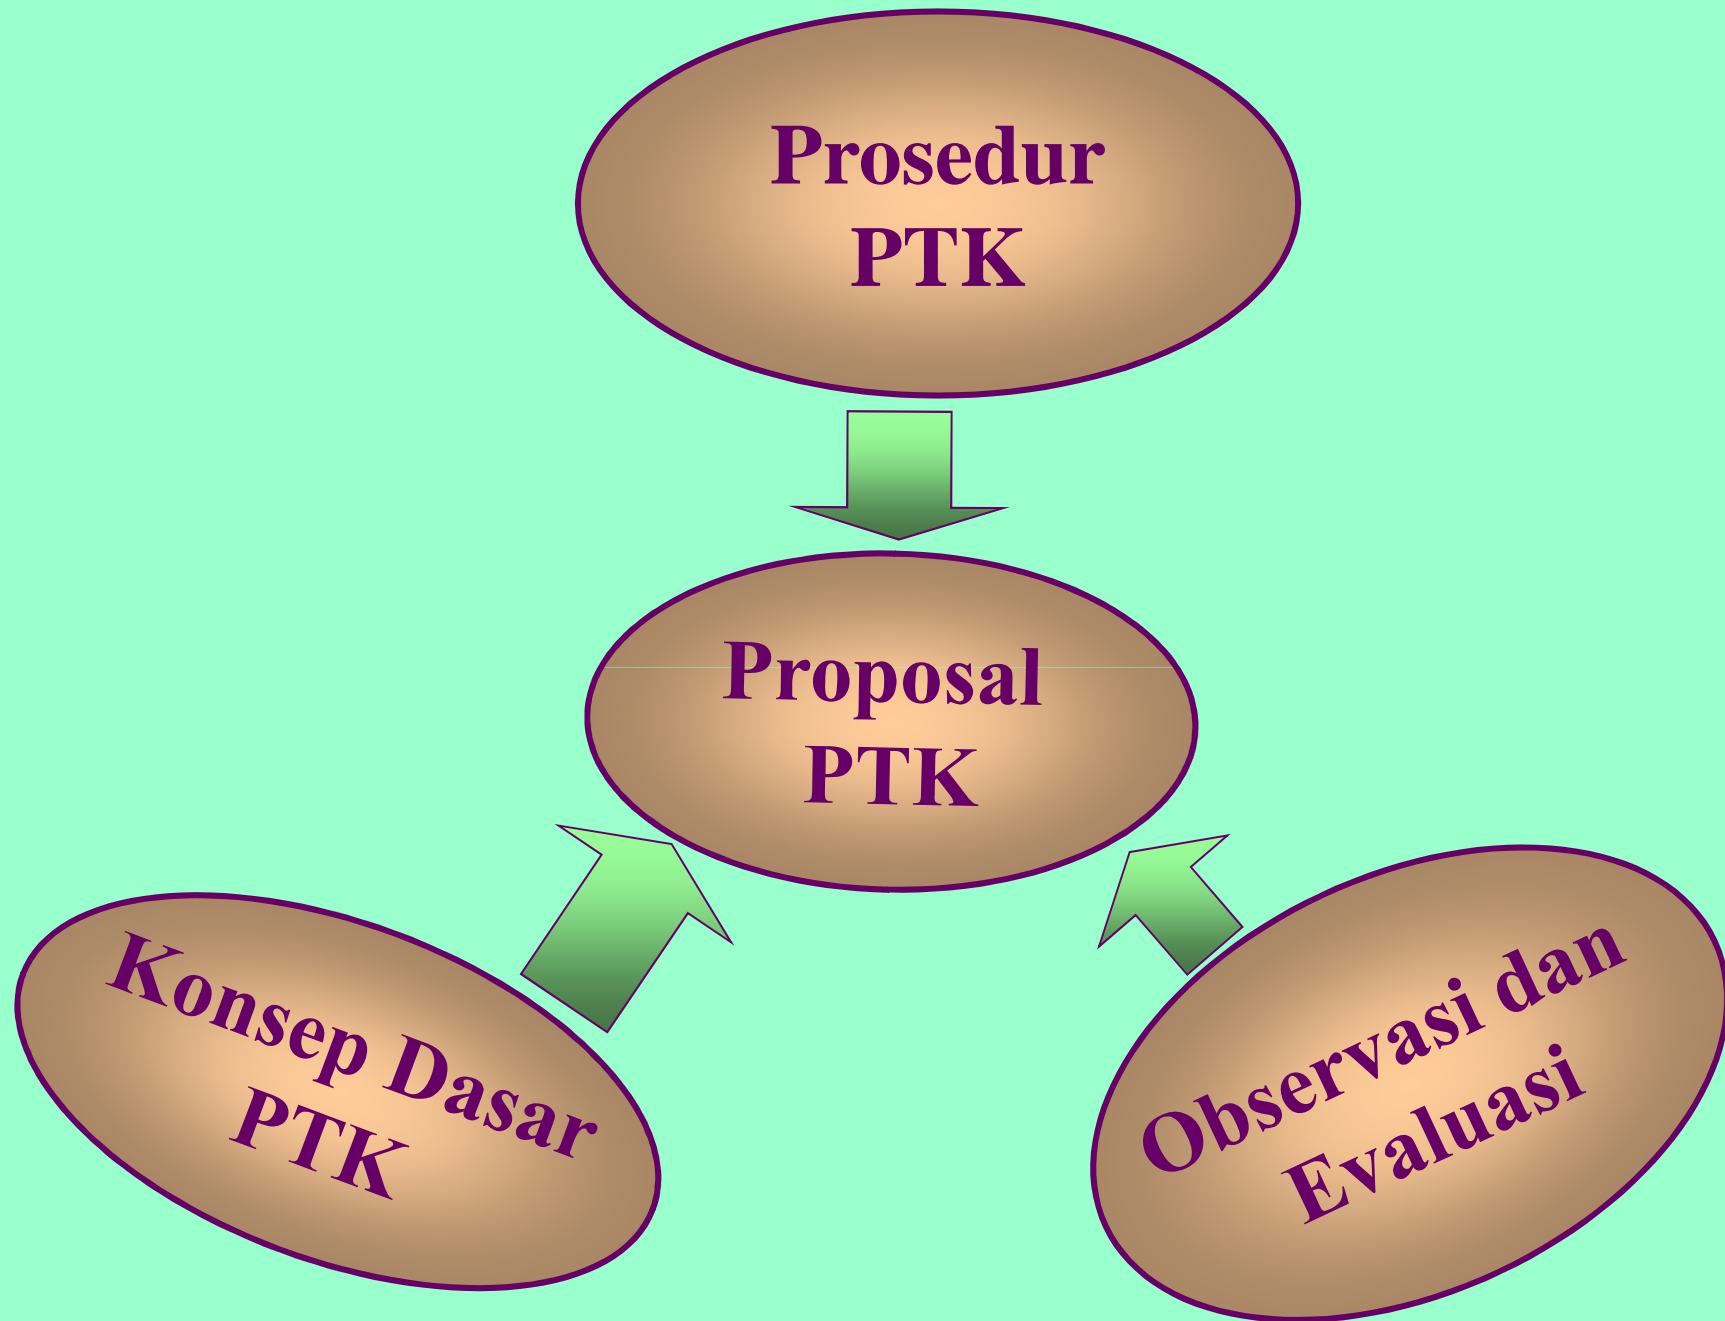 Prosedur
PTK
Proposal
PTK
Konsep Dasar
PTK
Observasi dan
Evaluasi